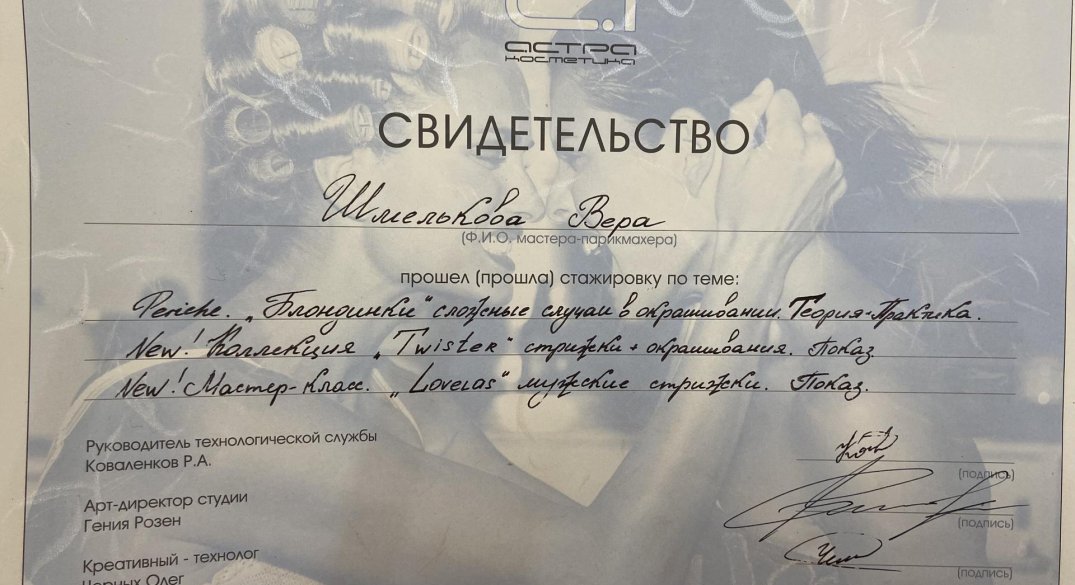 АСТРА
КОСМЕТИКА
СВИДЕТЕЛЬСТВО
Шмелькова Вера
(Ф.И.О. мастера-парикмахера)
прошел (прошла) стажировку по теме:
Periche. „Блондинки" сложные случаи в окрашивании. Теория-Практика.
New! Коллекция „Twister" стрижки + окрашивания. Показ.
New! Мастер-класс. „Lovelas" мужские стрижки. Показ.
Руководитель технологической службы
Коваленков Р.А.
(подпись)
Арт-директор студии
Гения Розен
(подпись)
Креативный - технолог
Черных Олег
(подпись)